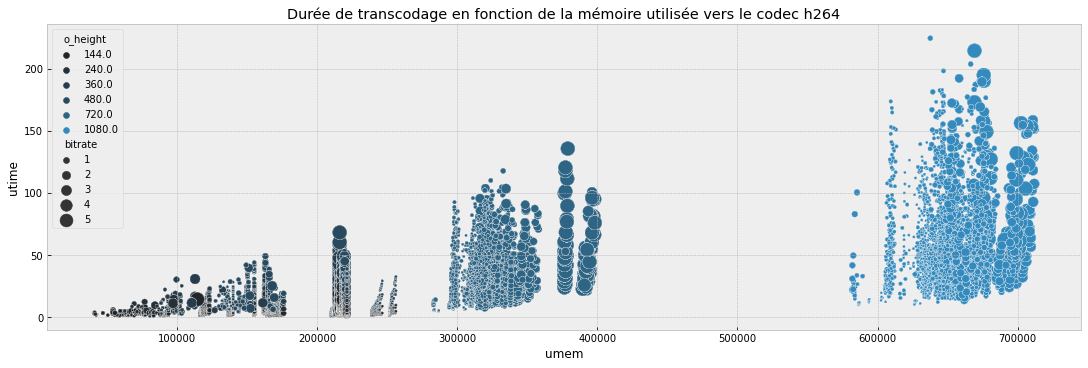 Durée de transcodage en fonction de la mémoire utilisée vers le codec h264
o_height
144.0
240.0
360.0
480.0
720.0
1080.0
bitrate
1
2
3
4
5
utime
200
150
100
50
0
100000 200000 300000 400000 500000 600000 700000
umem